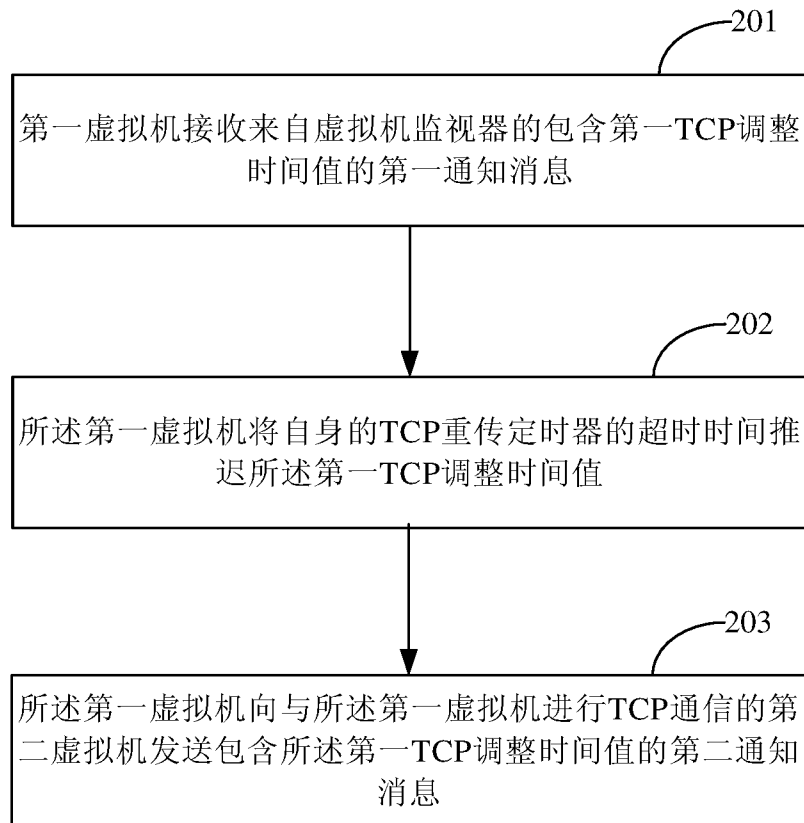 201
第一虚拟机接收来自虚拟机监视器的包含第一TCP调整
时间值的第一通知消息
202
所述第一虚拟机将自身的TCP重传定时器的超时时间推
迟所述第一TCP调整时间值
203
所述第一虚拟机向与所述第一虚拟机进行TCP通信的第
二虚拟机发送包含所述第一TCP调整时间值的第二通知
消息